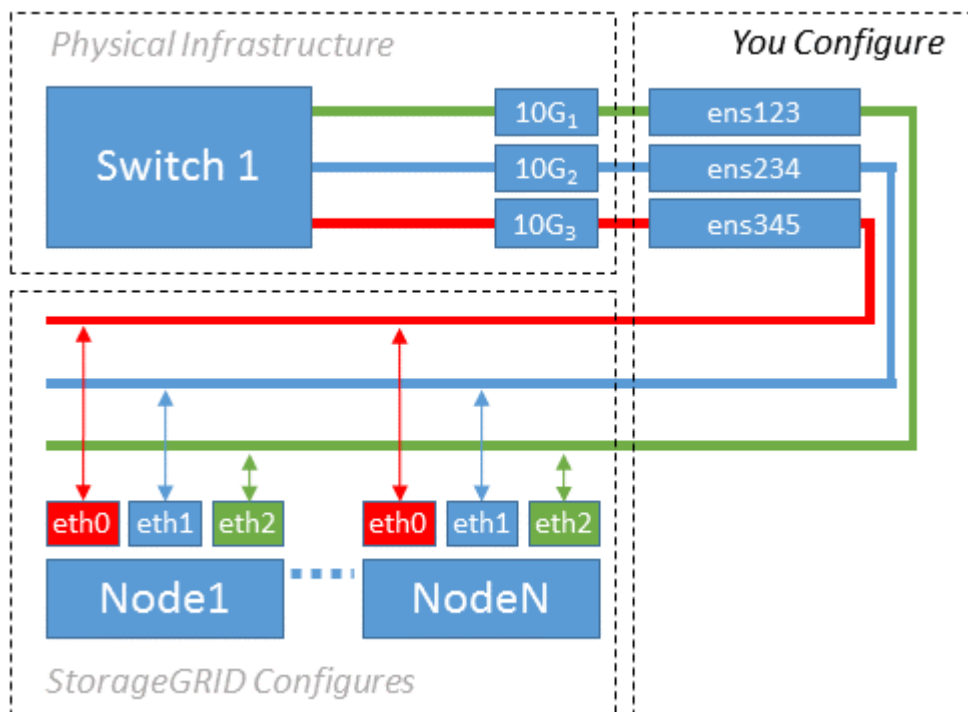 Physical Infrastructure
You Configure
Switch 1
10G₁
ens123
10G₂
ens234
10G₃
ens345
eth0
eth1
eth2
eth0
eth1
eth2
Node1
NodeN
StorageGRID Configures